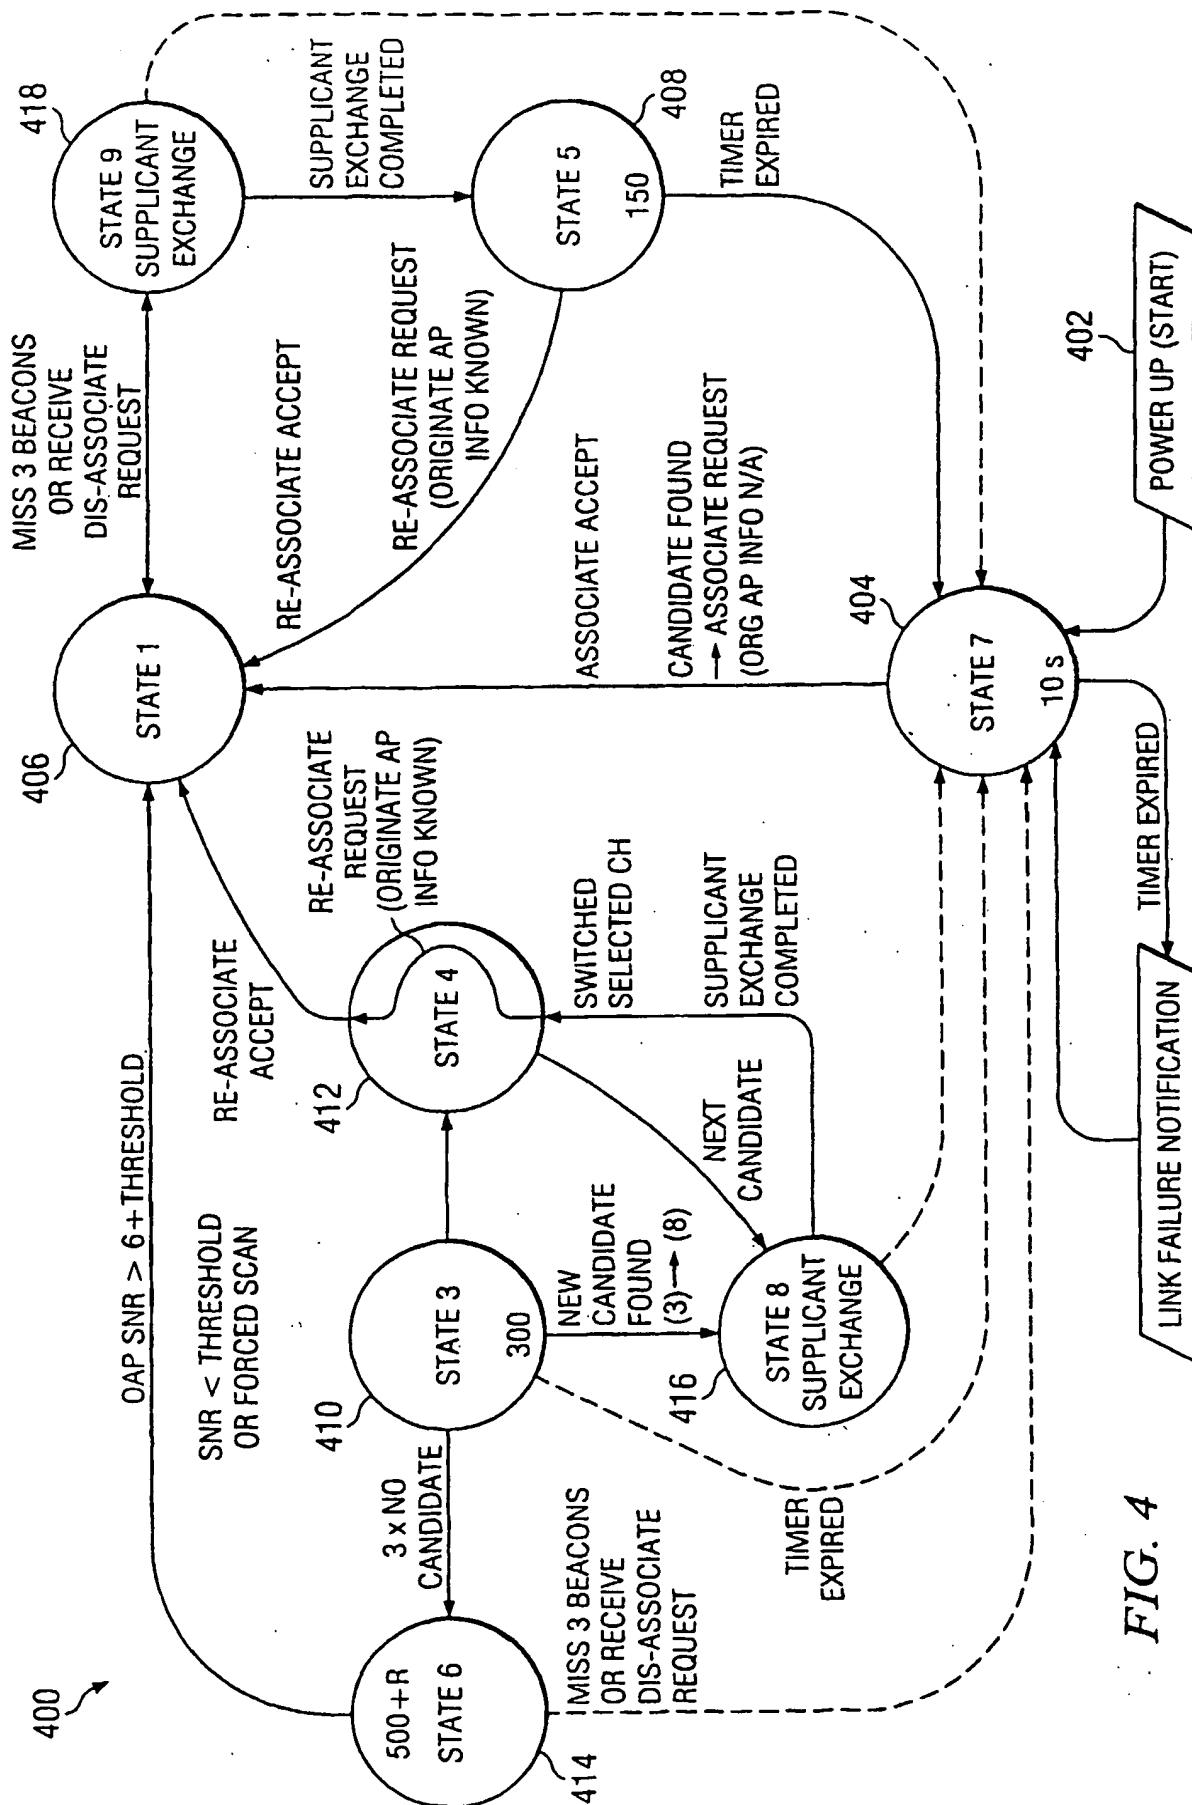 400
OAP SNR > 6+THRESHOLD
SNR < THRESHOLD
OR FORCED SCAN
RE-ASSOCIATE
ACCEPT
406
STATE 1
MISS 3 BEACONS
OR RECEIVE
DIS-ASSOCIATE
REQUEST
418
STATE 9
SUPPLICANT
EXCHANGE
500+R
STATE 6
414
3 x NO
CANDIDATE
410
STATE 3
300
412
STATE 4
RE-ASSOCIATE
REQUEST
(ORIGINATE AP
INFO KNOWN)
RE-ASSOCIATE ACCEPT
RE-ASSOCIATE REQUEST
(ORIGINATE AP
INFO KNOWN)
SUPPLICANT
EXCHANGE
COMPLETED
STATE 5
150
408
MISS 3 BEACONS
OR RECEIVE
DIS-ASSOCIATE
REQUEST
NEW
CANDIDATE
FOUND
(3) → (8)
NEXT
CANDIDATE
SWITCHED
SELECTED CH
SUPPLICANT
EXCHANGE
COMPLETED
ASSOCIATE ACCEPT
CANDIDATE FOUND
→ ASSOCIATE REQUEST
(ORG AP INFO N/A)
TIMER
EXPIRED
416
STATE 8
SUPPLICANT
EXCHANGE
TIMER
EXPIRED
404
STATE 7
10 s
TIMER EXPIRED
402
LINK FAILURE NOTIFICATION
POWER UP (START)
FIG. 4